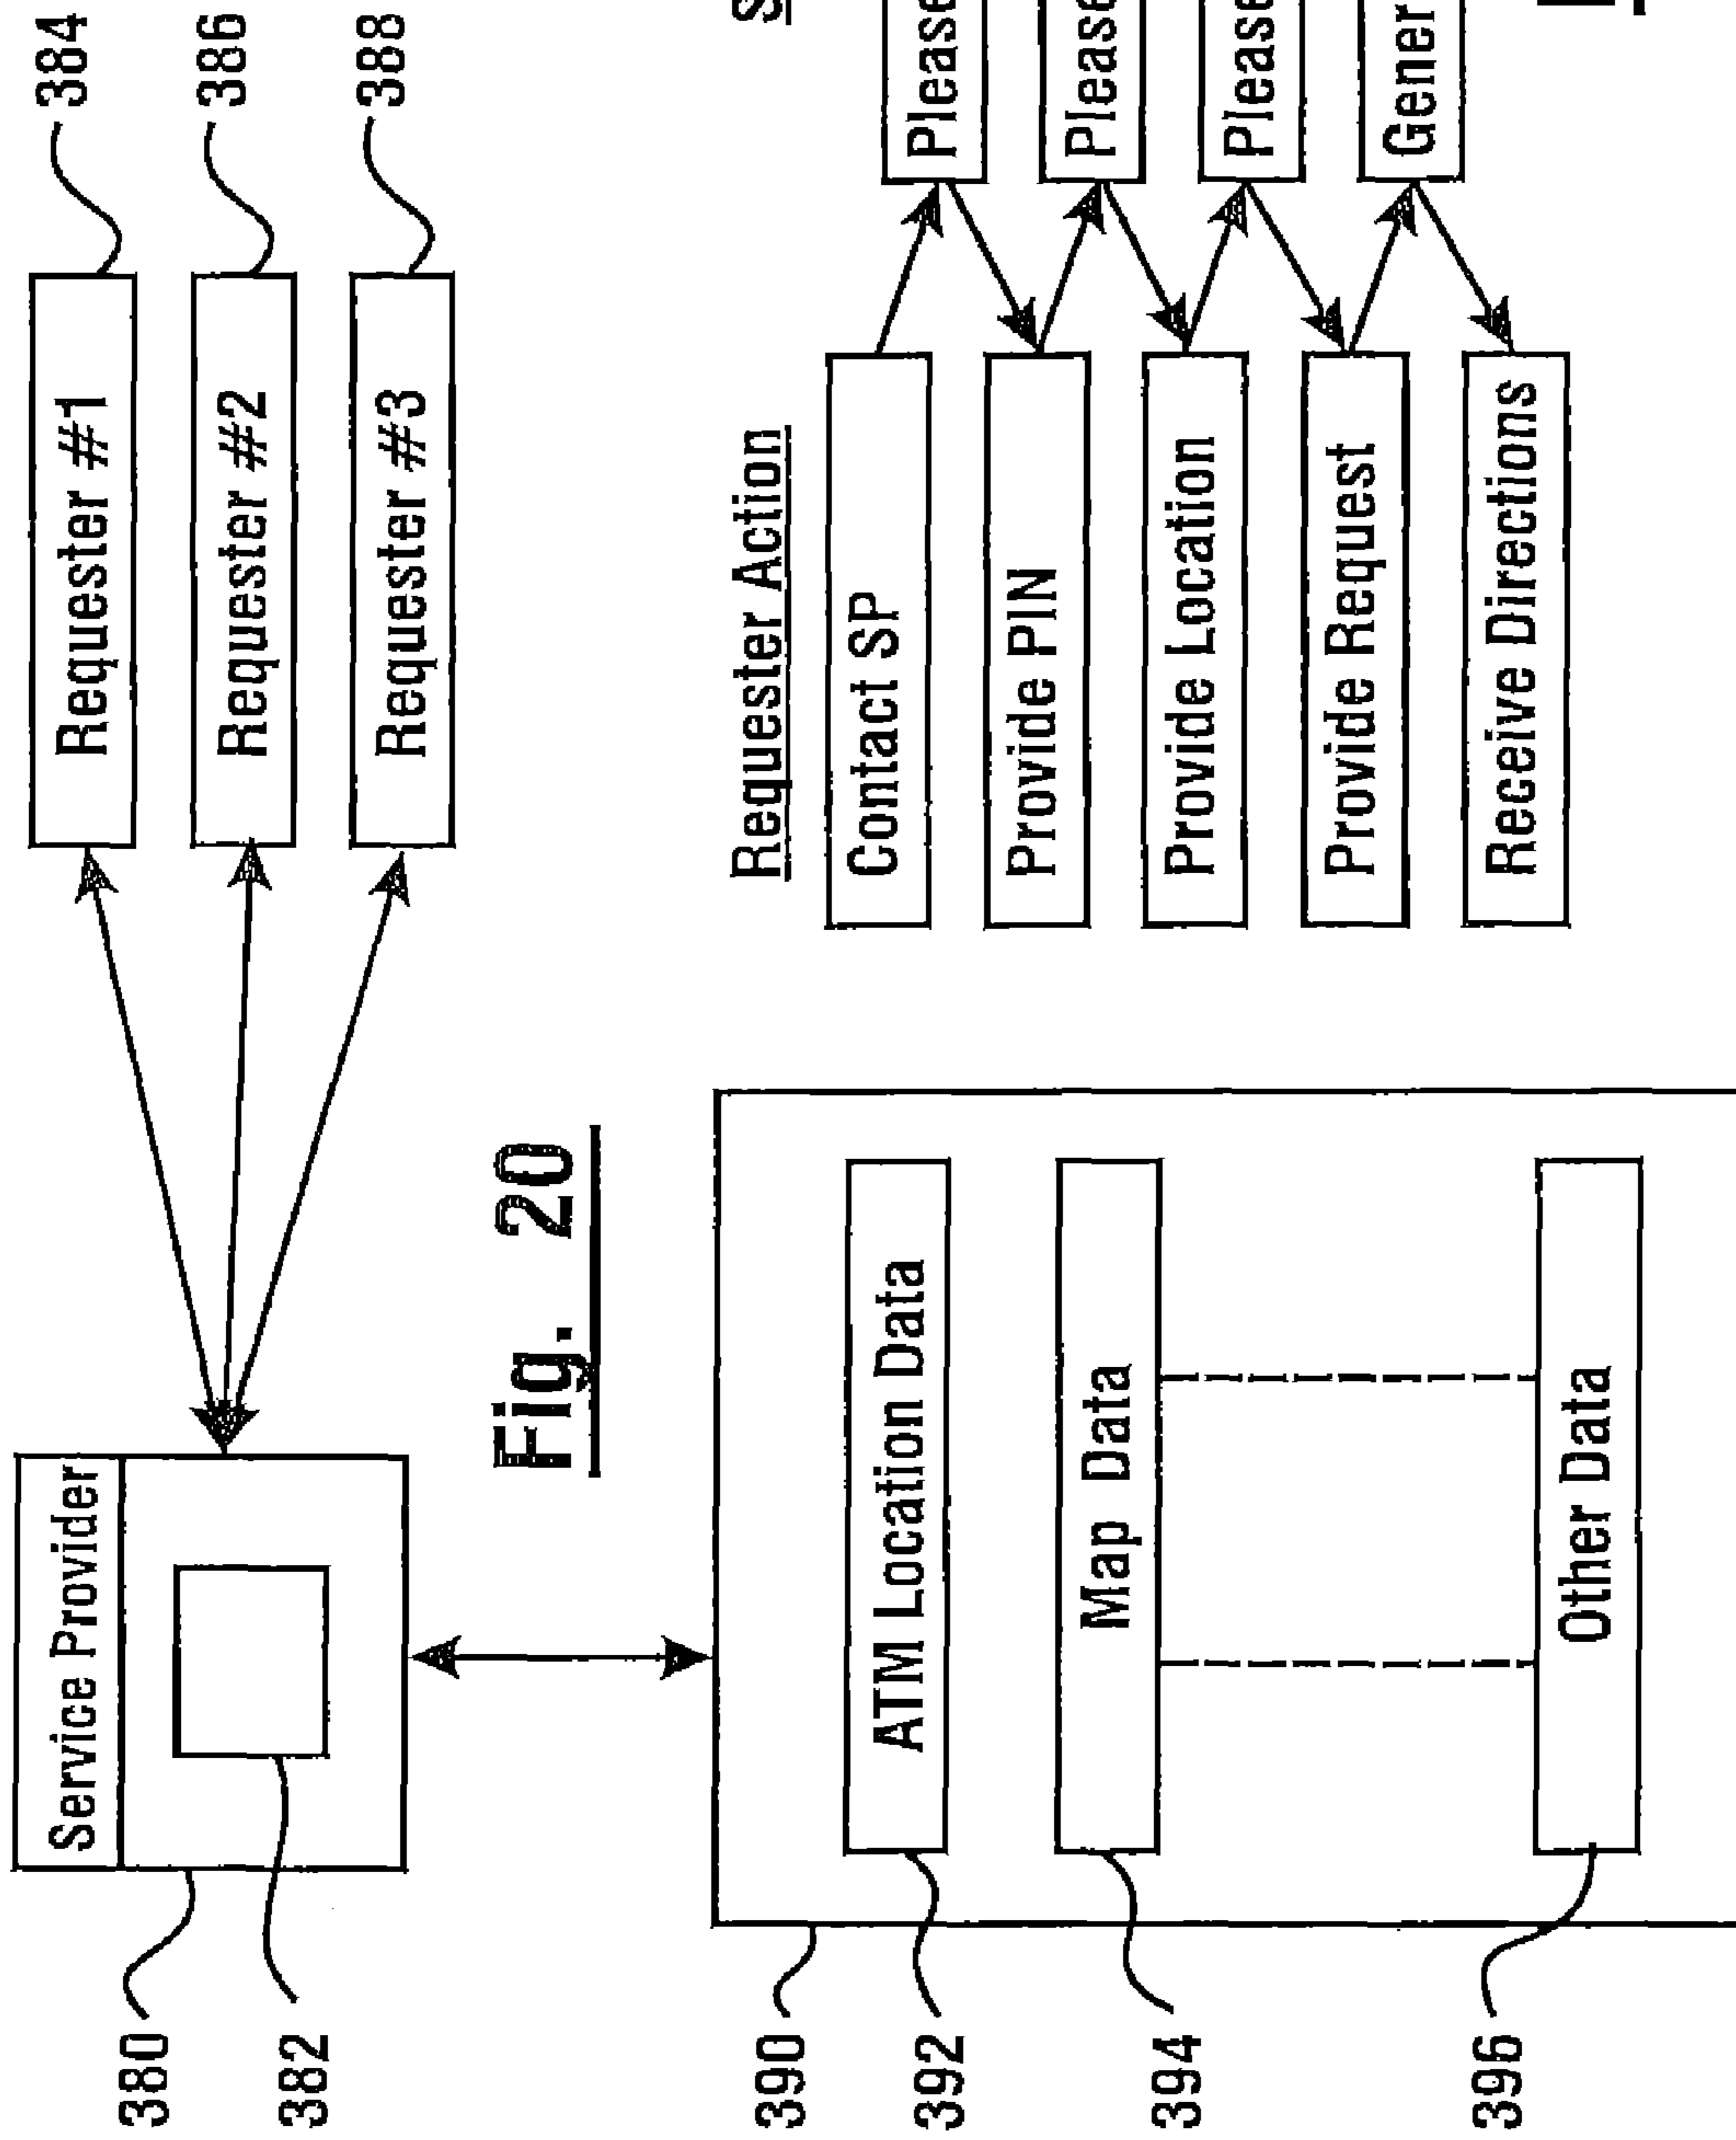 Service Provider
380
382
Requester #1
384
Requester #2
386
Requester #3
388
Fig. 20
390
ATM Location Data
392
Map Data
394
Other Data
396
Requester Action
Contact SP
Provide PIN
Provide Location
Provide Request
Receive Directions
Please
Please
Please
Gener